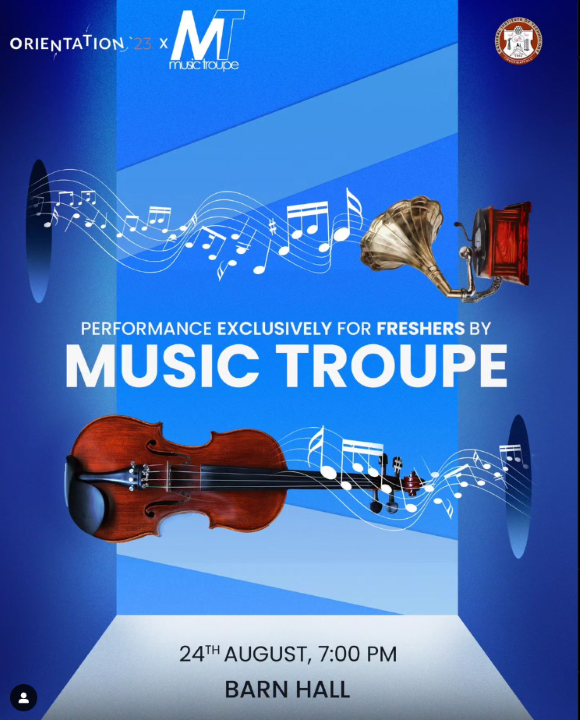 ORIENTATION '23 X MT
music troupe
PERFORMANCE EXCLUSIVELY FOR FRESHERS BY
MUSIC TROUPE
24TH AUGUST, 7:00 PM
BARN HALL